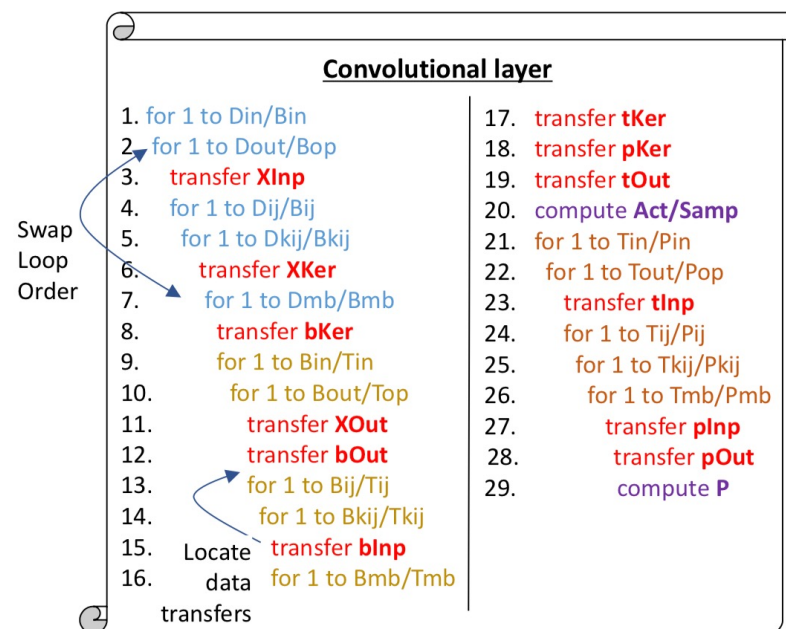 Convolutional layer
1. for 1 to Din/Bin
2. for 1 to Dout/Bop
3. transfer XInp
4. for 1 to Dij/Bij
5. for 1 to Dkij/Bkij
6. transfer XKer
7. for 1 to Dmb/Bmb
8. transfer bKer
9. for 1 to Bin/Tin
10. for 1 to Bout/Top
11. transfer XOut
12. transfer bOut
13. for 1 to Bij/Tij
14. for 1 to Bkij/Tkij
15. transfer bInp
16. for 1 to Bmb/Tmb
Swap
Loop
Order
Locate
data
transfers
17. transfer tKer
18. transfer pKer
19. transfer tOut
20. compute Act/Samp
21. for 1 to Tin/Pin
22. for 1 to Tout/Pop
23. transfer tInp
24. for 1 to Tij/Pij
25. for 1 to Tkij/Pkij
26. for 1 to Tmb/Pmb
27. transfer pInp
28. transfer pOut
29. compute P